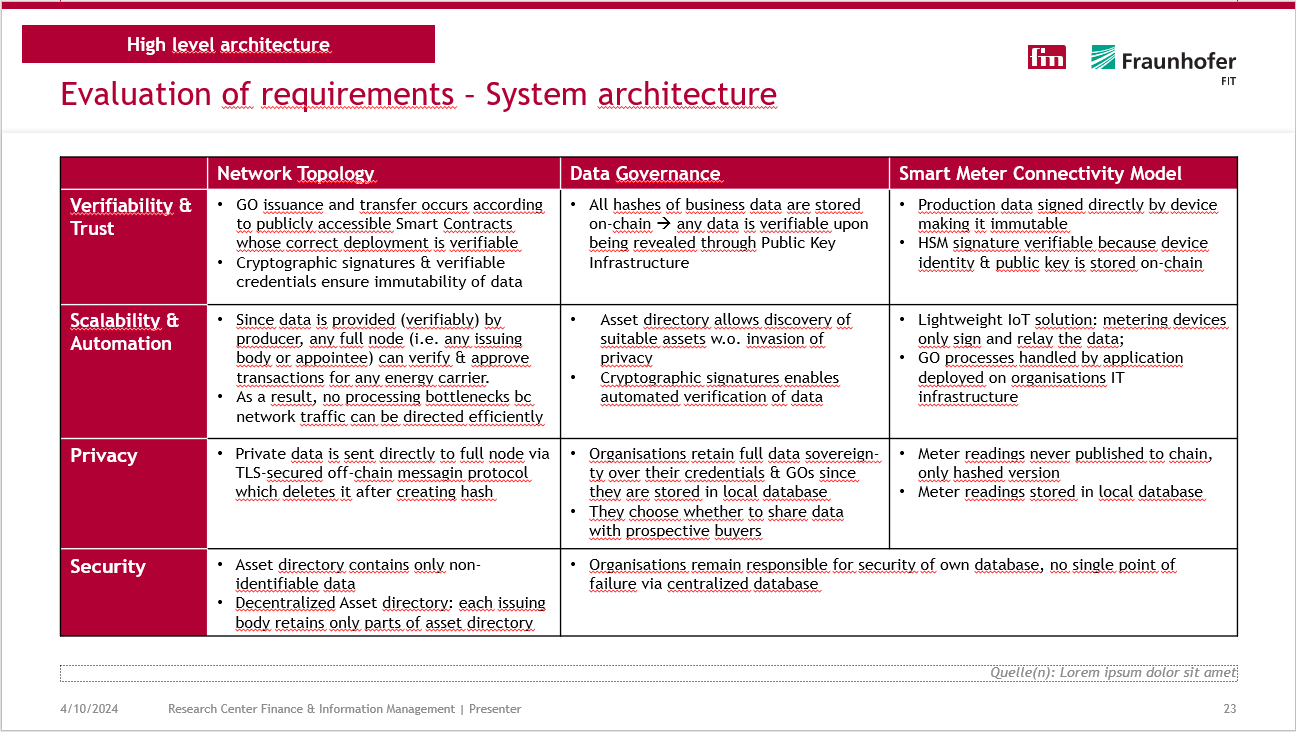 High level architecture
fim
Fraunhofer
FIT
Evaluation of requirements – System architecture
Network Topology
Data Governance
Smart Meter Connectivity Model
Verifiability &
Trust
• GO issuance and transfer occurs according
to publicly accessible Smart Contracts
whose correct deployment is verifiable
• Cryptographic signatures & verifiable
credentials ensure immutability of data
• All hashes of business data are stored
on-chain → any data is verifiable upon
being revealed through Public Key
Infrastructure
• Production data signed directly by device
making it immutable
• HSM signature verifiable because device
identity & public key is stored on-chain
Scalability &
Automation
• Since data is provided (verifiably) by
producer, any full node (i.e. any issuing
body or appointee) can verify & approve
transactions for any energy carrier.
• As a result, no processing bottlenecks bc
network traffic can be directed efficiently
• Asset directory allows discovery of
suitable assets w.o. invasion of
privacy
• Cryptographic signatures enables
automated verification of data
• Lightweight IoT solution: metering devices
only sign and relay the data;
• GO processes handled by application
deployed on organisations IT
infrastructure
Privacy
• Private data is sent directly to full node via
TLS-secured off-chain messagin protocol
which deletes it after creating hash
• Organisations retain full data sovereign-
ty over their credentials & GOs since
they are stored in local database
• They choose whether to share data
with prospective buyers
• Meter readings never published to chain,
only hashed version
• Meter readings stored in local database
Security
• Asset directory contains only non-
identifiable data
• Decentralized Asset directory: each issuing
body retains only parts of asset directory
• Organisations remain responsible for security of own database, no single point of
failure via centralized database
Quelle(n): Lorem ipsum dolor sit amet
4/10/2024
Research Center Finance & Information Management | Presenter
23